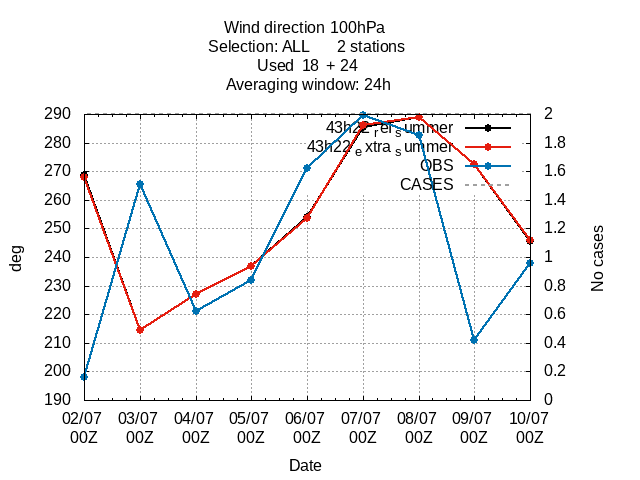 Wind direction 100hPa
Selection: ALL 2 stations
Used 18 + 24
Averaging window: 24h
290 2
43h22 refsummer
280 1.8
43h22extrasummer
270 OBS 1.6
CASES
260 1.4
250 1.2
240 1
230 0.8
220 0.6
210 0.4
200 0.2
190 0
deg
No cases
02/07 03/07 04/07 05/07 06/07 07/07 08/07 09/07 10/07
00Z 00Z 00Z 00Z 00Z 00Z 00Z 00Z 00Z
Date